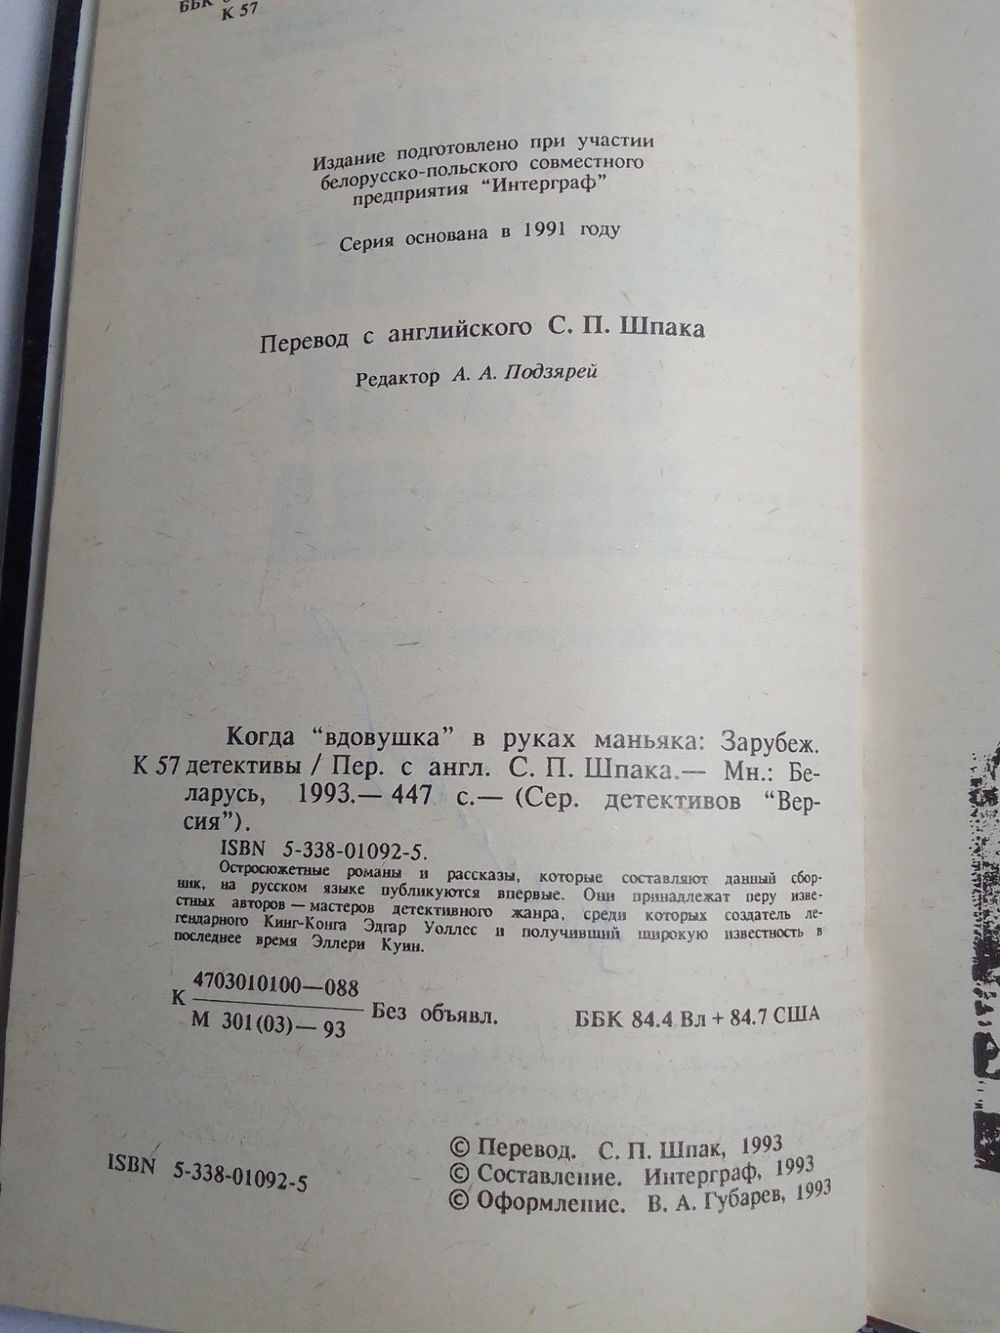 ББК
К 57
Издание подготовлено при участии
белорусско-польского совместного
предприятия "Интерграф"
Серия основана в 1991 году
Перевод с английского С. П. Шпака
Редактор А. А. Подзярей
Когда "вдовушка" в руках маньяка: Зарубеж.
К 57 детективы / Пер. с англ. С. П. Шпака.— Мн.: Бе-
ларусь, 1993.— 447 с.— (Сер. детективов "Вер-
сия").
ISBN 5-338-01092-5.
Остросюжетные романы и рассказы, которые составляют данный сбор-
ник, на русском языке публикуются впервые. Они принадлежат перу изве-
стных авторов — мастеров детективного жанра, среди которых создатель ле-
гендарного Кинг-Конга Эдгар Уоллес и получивший широкую известность в
последнее время Эллери Куин.
К 4703010100—088
М 301(03)— 93 Без объявл.
ББК 84.4 Вл + 84.7 США
ISBN 5-338-01092-5
© Перевод. С. П. Шпак, 1993
© Составление. Интерграф, 1993
© Оформление. В. А. Губарев, 1993